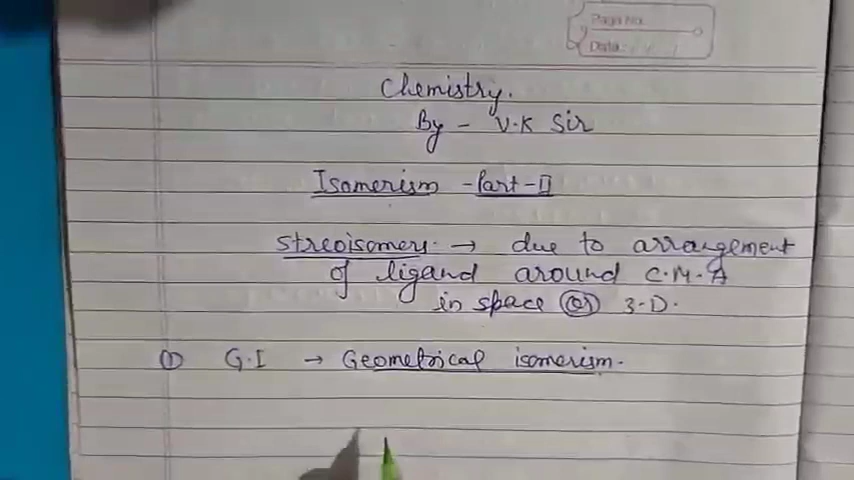 Page No.
Date: / /
Chemistry.
By - V.K Sir
Isomerism - Part-II
streoisomers. → due to arrangement
of ligand around C.M.A
in space or 3-D.
① G.I → Geometrical isomerism.